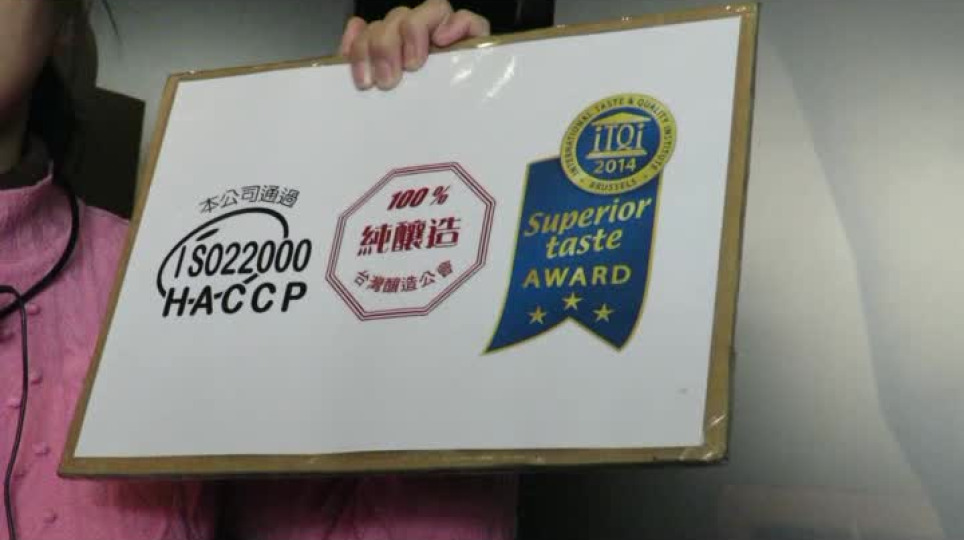 本公司通過
ISO22000
HACCP
100%
純釀造
台灣釀造公會
INTERNATIONAL TASTE & QUALITY INSTITUTE
iTQi
2014
BRUSSELS
Superior
taste
AWARD